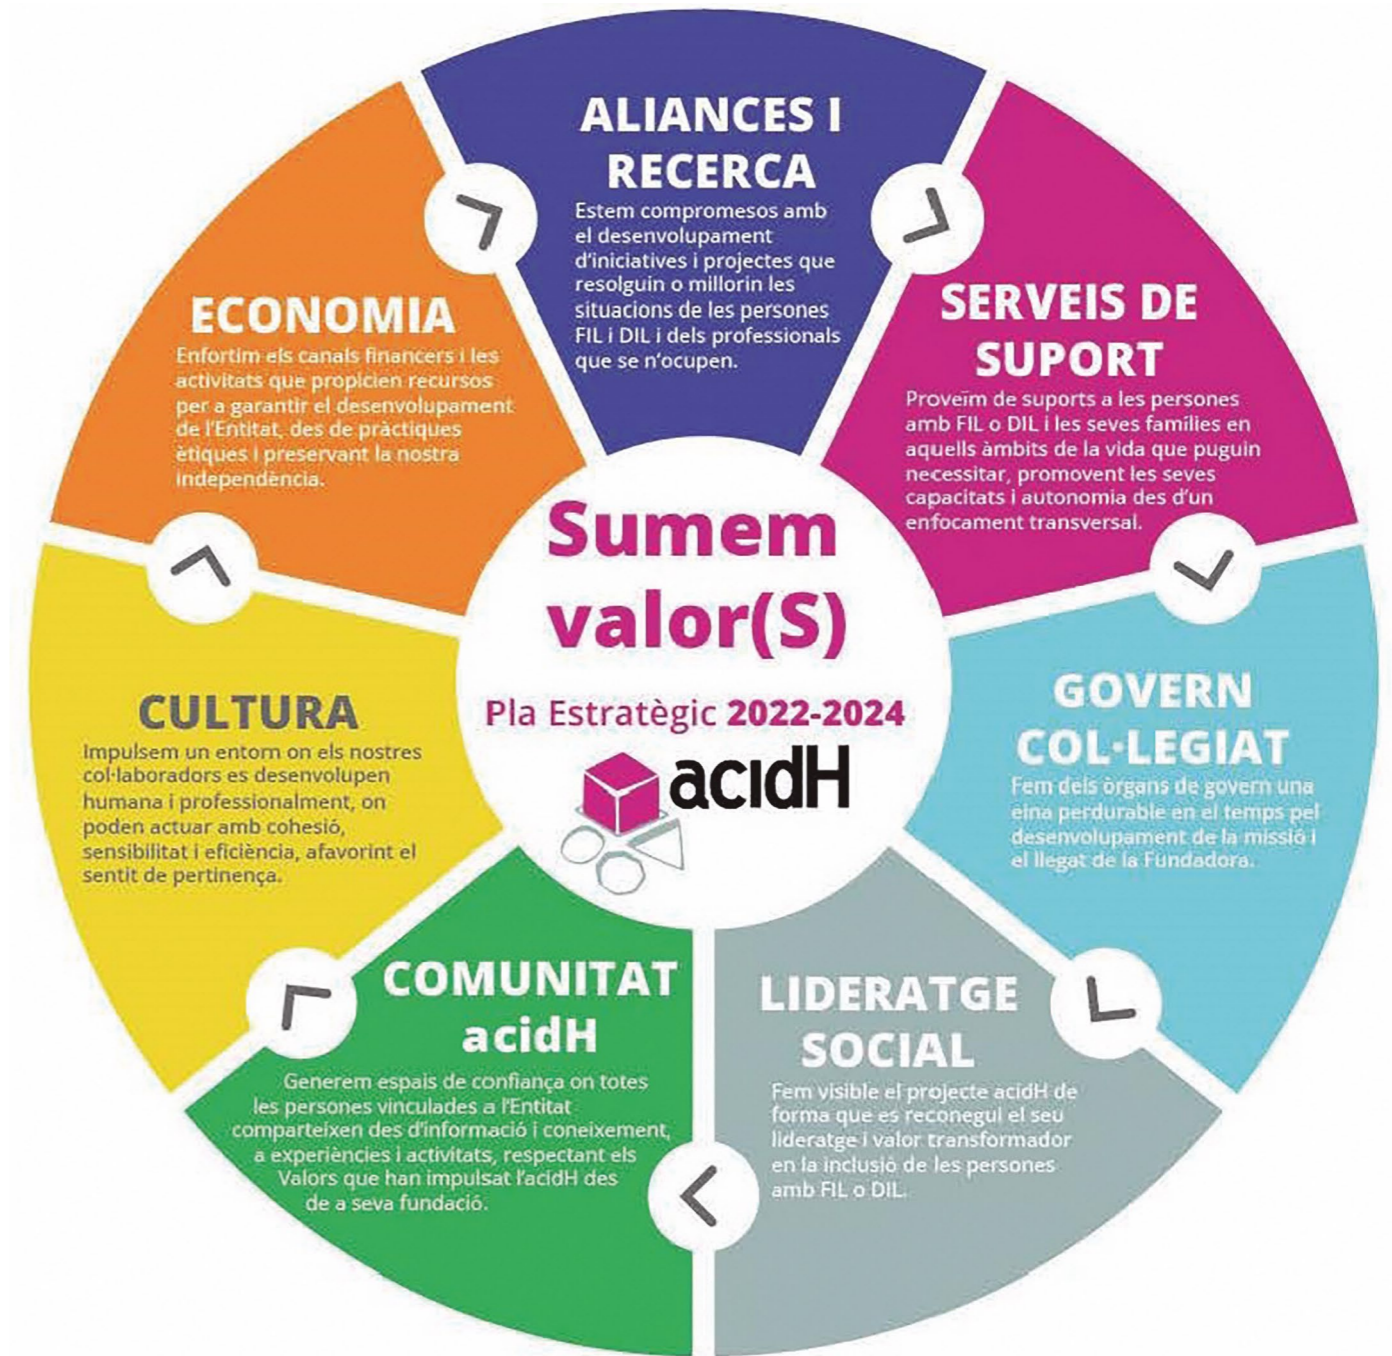 ALIANCES I
RECERCA
Estem compromesos amb
el desenvolupament
d'iniciatives i projectes que
resolguin o millorin les
situacions de les persones
FIL i DIL i dels professionals
que se n'ocupen.
SERVEIS DE
SUPORT
Proveïm de suports a les persones
amb FIL o DIL i les seves famílies en
aquells àmbits de la vida que puguin
necessitar, promovent les seves
capacitats i autonomia des d'un
enfocament transversal.
GOVERN
COL·LEGIAT
Fem dels òrgans de govern una
eina perdurable en el temps pel
desenvolupament de la missió i
el llegat de la Fundadora.
LIDERATGE
SOCIAL
Fem visible el projecte acidH de
forma que es reconegui el seu
lideratge i valor transformador
en la inclusió de les persones
amb FIL o DIL.
COMUNITAT
acidH
Generem espais de confiança on totes
les persones vinculades a l'Entitat
comparteixen des d'informació i coneixement,
a experiències i activitats, respectant els
Valors que han impulsat l'acidH des
de a seva fundació.
CULTURA
Impulsem un entorn on els nostres
col·laboradors es desenvolupen
humana i professionalment, on
poden actuar amb cohesió,
sensibilitat i eficiència, afavorint el
sentit de pertinença.
ECONOMIA
Enfortim els canals financers i les
activitats que propicien recursos
per a garantir el desenvolupament
de l'Entitat, des de pràctiques
ètiques i preservant la nostra
independència.
Sumem
valor(S)
Pla Estratègic 2022-2024
acidH